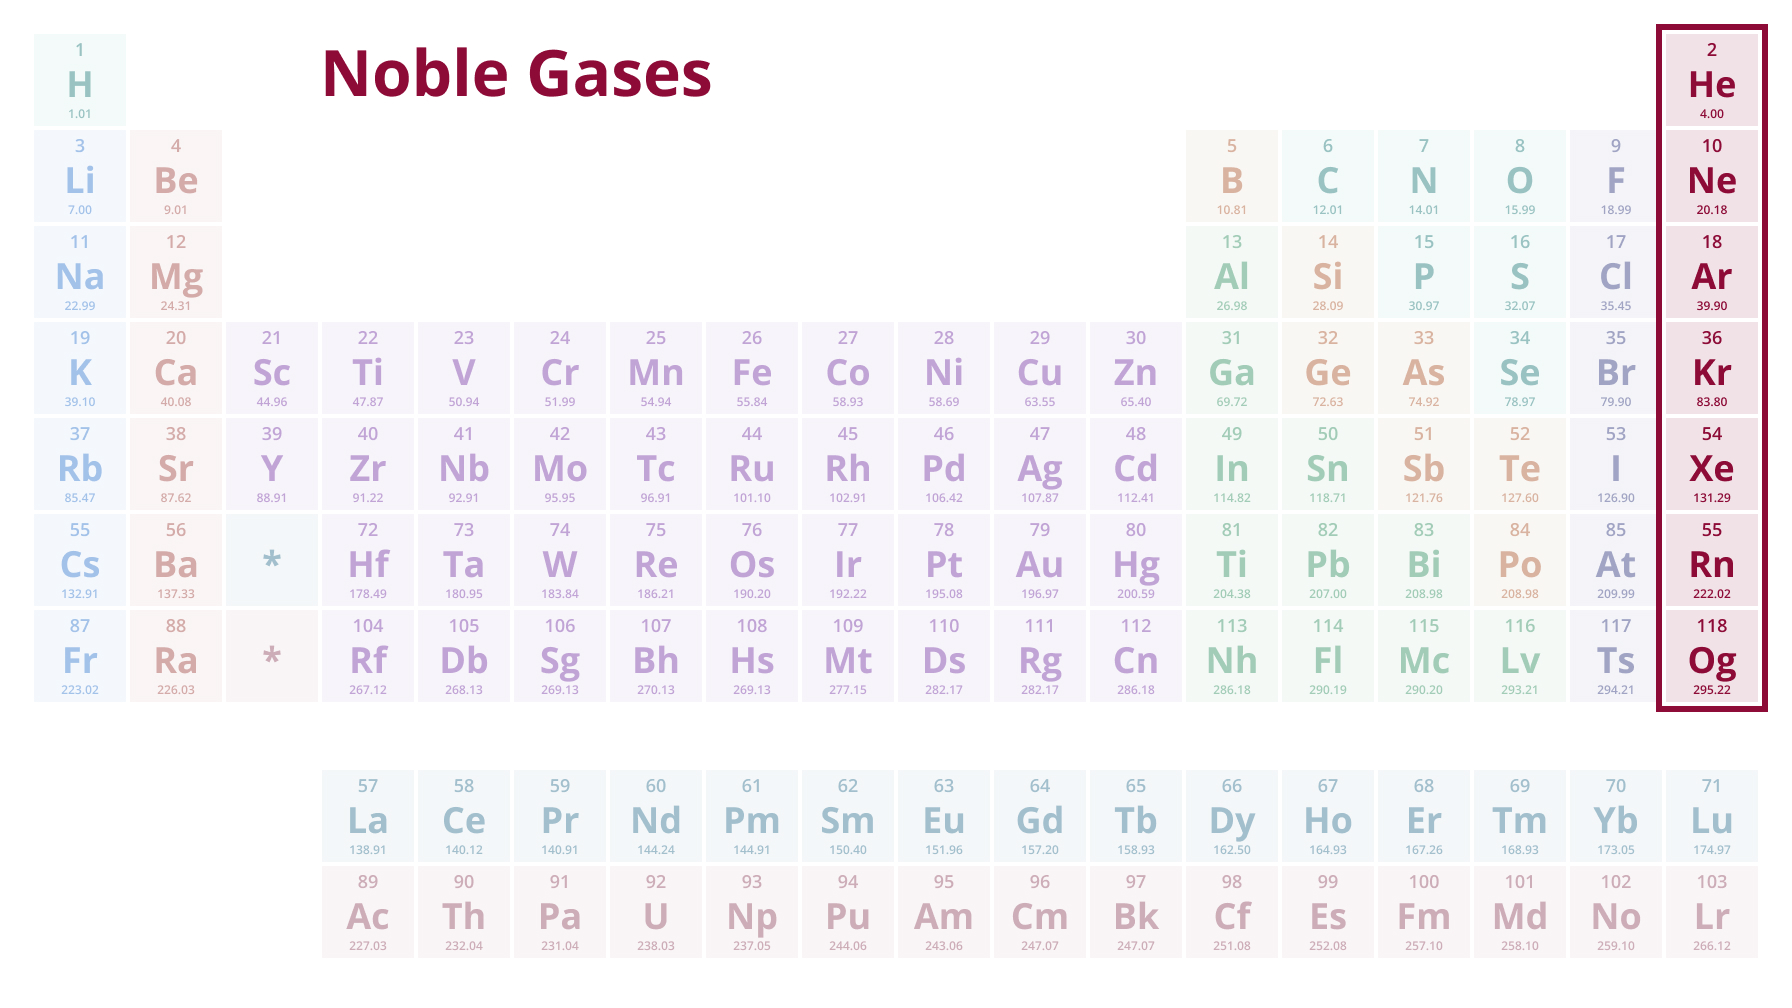 Noble Gases
1 2
H He
1.01 4.00
3 4 5 6 7 8 9 10
Li Be B C N O F Ne
7.00 9.01 10.81 12.01 14.01 15.99 18.99 20.18
11 12 13 14 15 16 17 18
Na Mg Al Si P S Cl Ar
22.99 24.31 26.98 28.09 30.97 32.07 35.45 39.90
19 20 21 22 23 24 25 26 27 28 29 30 31 32 33 34 35 36
K Ca Sc Ti V Cr Mn Fe Co Ni Cu Zn Ga Ge As Se Br Kr
39.10 40.08 44.96 47.87 50.94 51.99 54.94 55.84 58.93 58.69 63.55 65.40 69.72 72.63 74.92 78.97 79.90 83.80
37 38 39 40 41 42 43 44 45 46 47 48 49 50 51 52 53 54
Rb Sr Y Zr Nb Mo Tc Ru Rh Pd Ag Cd In Sn Sb Te I Xe
85.47 87.62 88.91 91.22 92.91 95.95 96.91 101.10 102.91 106.42 107.87 112.41 114.82 118.71 121.76 127.60 126.90 131.29
55 56 72 73 74 75 76 77 78 79 80 81 82 83 84 85 55
Cs Ba * Hf Ta W Re Os Ir Pt Au Hg Ti Pb Bi Po At Rn
132.91 137.33 178.49 180.95 183.84 186.21 190.20 192.22 195.08 196.97 200.59 204.38 207.00 208.98 208.98 209.99 222.02
87 88 104 105 106 107 108 109 110 111 112 113 114 115 116 117 118
Fr Ra * Rf Db Sg Bh Hs Mt Ds Rg Cn Nh Fl Mc Lv Ts Og
223.02 226.03 267.12 268.13 269.13 270.13 269.13 277.15 282.17 282.17 286.18 286.18 290.19 290.20 293.21 294.21 295.22
57 58 59 60 61 62 63 64 65 66 67 68 69 70 71
La Ce Pr Nd Pm Sm Eu Gd Tb Dy Ho Er Tm Yb Lu
138.91 140.12 140.91 144.24 144.91 150.40 151.96 157.20 158.93 162.50 164.93 167.26 168.93 173.05 174.97
89 90 91 92 93 94 95 96 97 98 99 100 101 102 103
Ac Th Pa U Np Pu Am Cm Bk Cf Es Fm Md No Lr
227.03 232.04 231.04 238.03 237.05 244.06 243.06 247.07 247.07 251.08 252.08 257.10 258.10 259.10 266.12